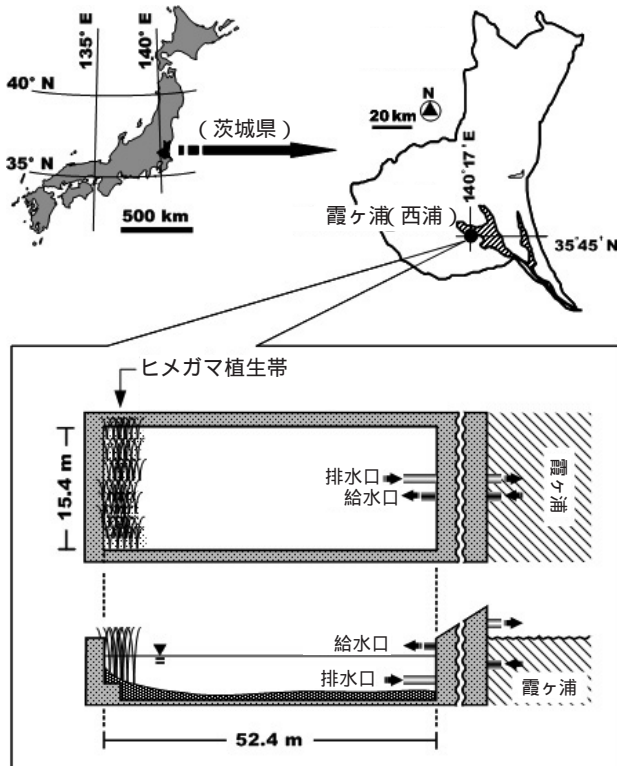 135° E
140° E
40° N
35° N
（茨城県）
500 km
N
20 km
140° 17' E
霞ヶ浦（西浦）
35° 45' N
ヒメガマ植生帯
15.4 m
排水口
給水口
霞ヶ浦
給水口
排水口
霞ヶ浦
52.4 m